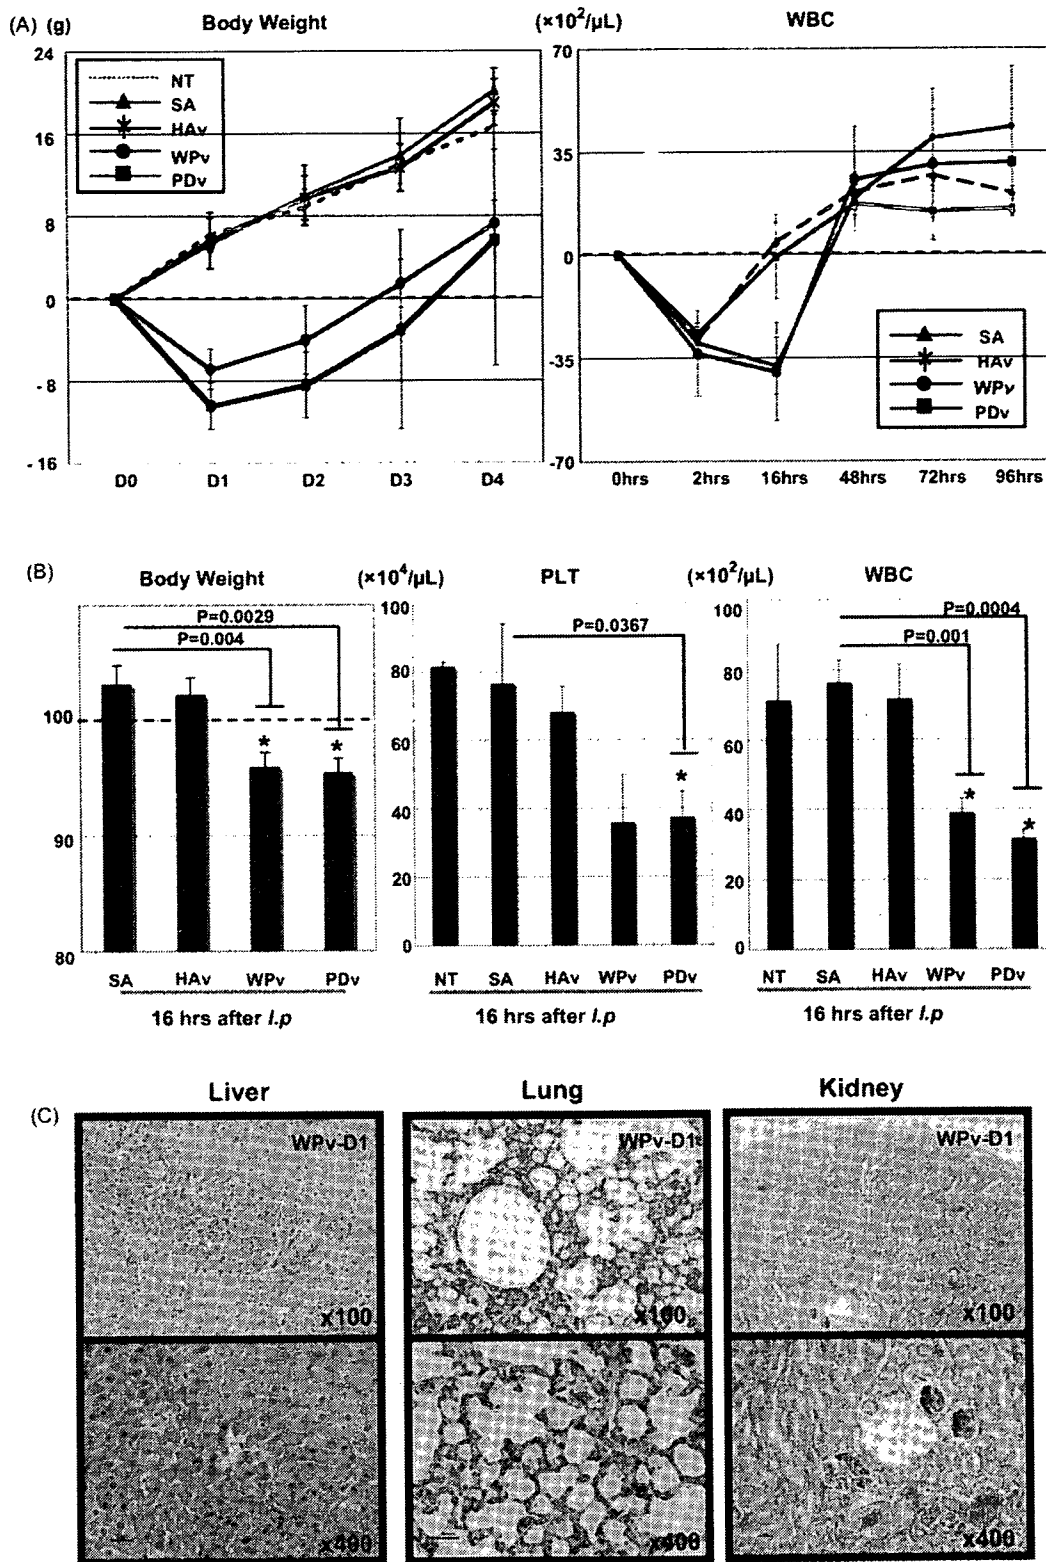 (A) (g) Body Weight (×10²/µL) WBC
24
16
8
0
- 8
- 16
NT
SA
HAv
WPv
PDv
D0 D1 D2 D3 D4
70
35
0
-35
-70
SA
HAv
WPv
PDv
0hrs 2hrs 16hrs 48hrs 72hrs 96hrs
(B) Body Weight (×10⁴/µL) PLT (×10²/µL) WBC
P=0.0029
P=0.004
100
90
80
*
*
SA HAv WPv PDv
16 hrs after I.p
100
80
60
40
20
0
P=0.0367
*
NT SA HAv WPv PDv
16 hrs after I.p
100
80
60
40
20
0
P=0.0004
P=0.001
*
*
NT SA HAv WPv PDv
16 hrs after I.p
(C) Liver Lung Kidney
WPv-D1 WPv-D1 WPv-D1
x100 x100 x100
x400 x400 x400